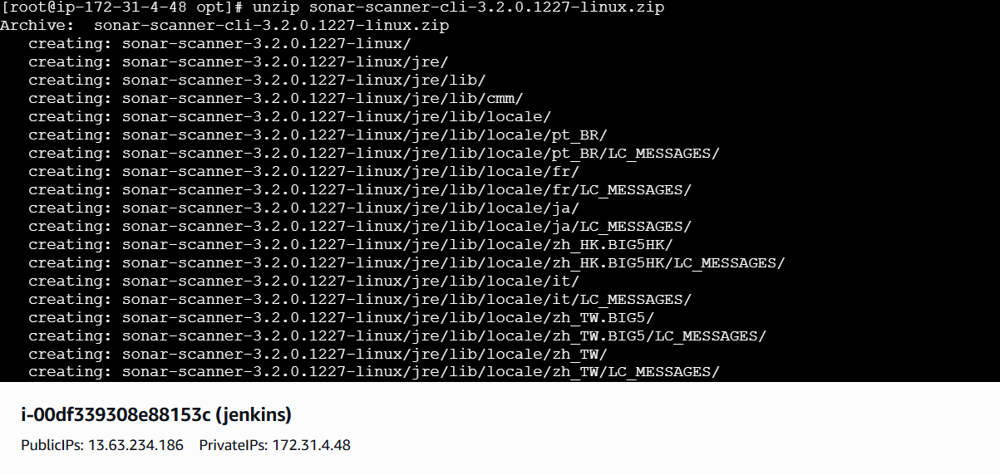 [root@ip-172-31-4-48 opt]# unzip sonar-scanner-cli-3.2.0.1227-linux.zip
Archive:  sonar-scanner-cli-3.2.0.1227-linux.zip
   creating: sonar-scanner-3.2.0.1227-linux/
   creating: sonar-scanner-3.2.0.1227-linux/jre/
   creating: sonar-scanner-3.2.0.1227-linux/jre/lib/
   creating: sonar-scanner-3.2.0.1227-linux/jre/lib/cmm/
   creating: sonar-scanner-3.2.0.1227-linux/jre/lib/locale/
   creating: sonar-scanner-3.2.0.1227-linux/jre/lib/locale/pt_BR/
   creating: sonar-scanner-3.2.0.1227-linux/jre/lib/locale/pt_BR/LC_MESSAGES/
   creating: sonar-scanner-3.2.0.1227-linux/jre/lib/locale/fr/
   creating: sonar-scanner-3.2.0.1227-linux/jre/lib/locale/fr/LC_MESSAGES/
   creating: sonar-scanner-3.2.0.1227-linux/jre/lib/locale/ja/
   creating: sonar-scanner-3.2.0.1227-linux/jre/lib/locale/ja/LC_MESSAGES/
   creating: sonar-scanner-3.2.0.1227-linux/jre/lib/locale/zh_HK.BIG5HK/
   creating: sonar-scanner-3.2.0.1227-linux/jre/lib/locale/zh_HK.BIG5HK/LC_MESSAGES/
   creating: sonar-scanner-3.2.0.1227-linux/jre/lib/locale/it/
   creating: sonar-scanner-3.2.0.1227-linux/jre/lib/locale/it/LC_MESSAGES/
   creating: sonar-scanner-3.2.0.1227-linux/jre/lib/locale/zh_TW.BIG5/
   creating: sonar-scanner-3.2.0.1227-linux/jre/lib/locale/zh_TW.BIG5/LC_MESSAGES/
   creating: sonar-scanner-3.2.0.1227-linux/jre/lib/locale/zh_TW/
   creating: sonar-scanner-3.2.0.1227-linux/jre/lib/locale/zh_TW/LC_MESSAGES/
i-00df339308e88153c (jenkins)
PublicIPs: 13.63.234.186    PrivateIPs: 172.31.4.48